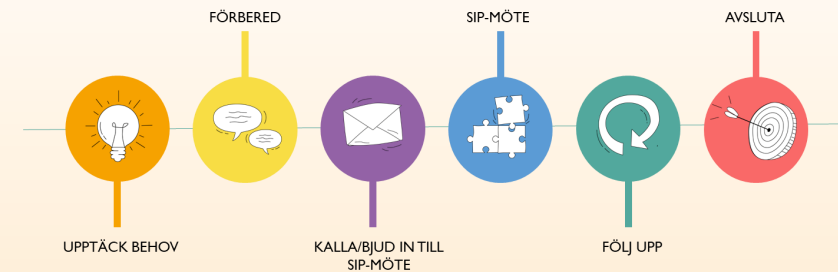 FÖRBERED
SIP-MÖTE
AVSLUTA
UPPTÄCK BEHOV
KALLA/BJUD IN TILL
SIP-MÖTE
FÖLJ UPP